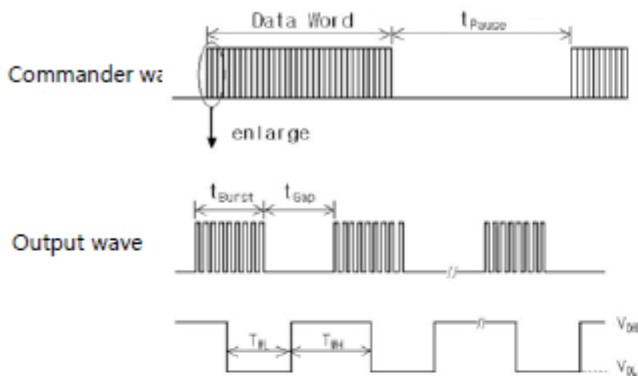 Data Word
tPause
Commander wa
enlarge
tBurst
tGap
Output wave
TWL
TWH
VOH
VOL